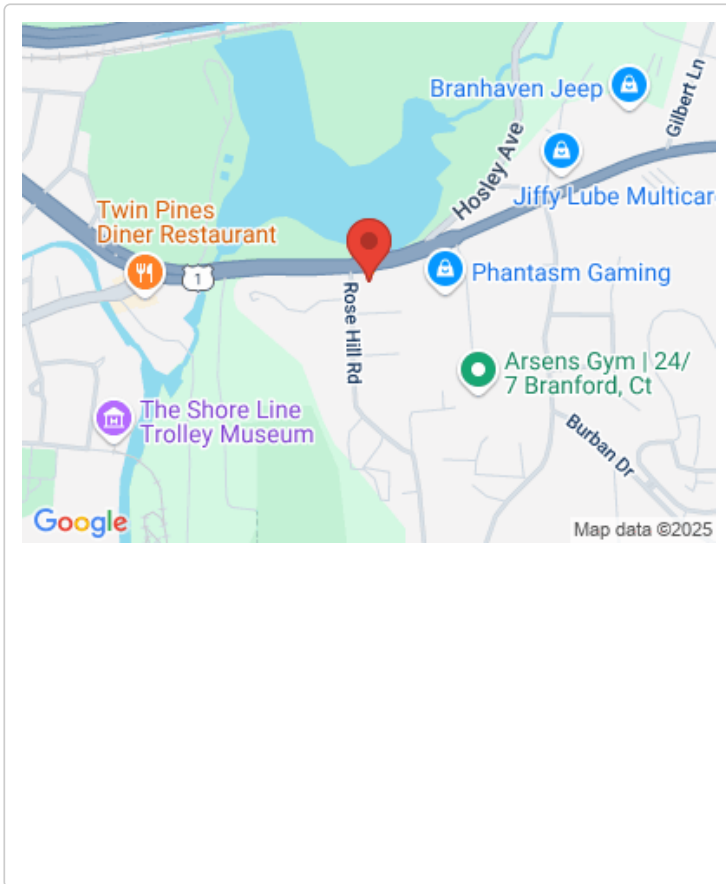 Branhaven Jeep
Gilbert Ln
Hosley Ave
Jiffy Lube Multicar
Twin Pines
Diner Restaurant
1
Phantasm Gaming
Rose Hill Rd
Arsens Gym | 24/
7 Branford, Ct
The Shore Line
Trolley Museum
Burban Dr
Google
Map data ©2025